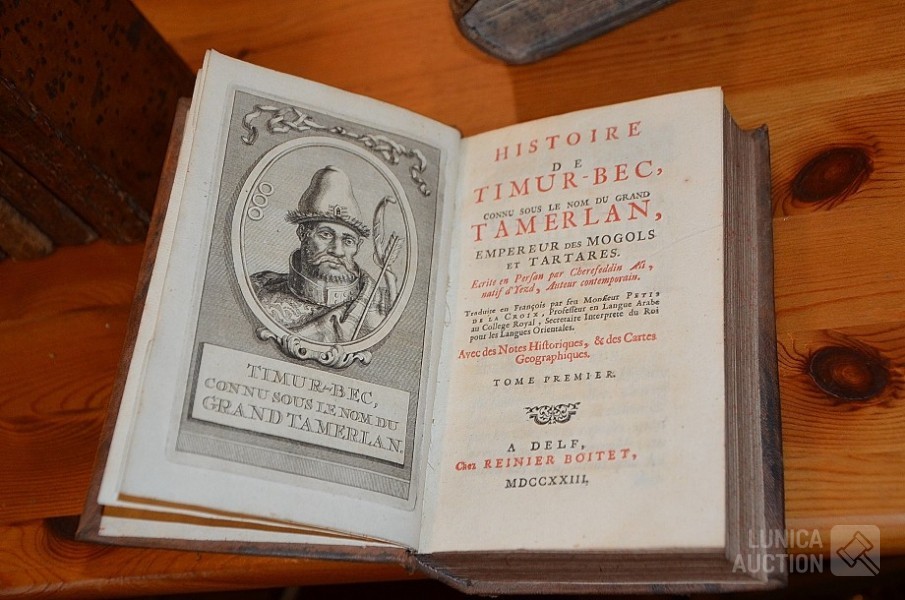 TIMUR-BEC,
CONNU SOUS LE NOM DU
GRAND TAMERLAN.
HISTOIRE
DE
TIMUR-BEC,
CONNU SOUS LE NOM DU GRAND
TAMERLAN,
EMPEREUR DES MOGOLS
ET TARTARES.
Ecrite en Persan par Cherefeddin Ali,
natif d'Yezd, Auteur contemporain.
Traduite en François par feu Monsieur PETIS
DE LA CROIX, Professeur en Langue Arabe
au College Royal, Secretaire Interprete du Roi
pour les Langues Orientales.
Avec des Notes Historiques, & des Cartes
Geographiques.
TOME PREMIER.
A DELF,
Chez REINIER BOITET,
MDCCXXIII,
LUNICA
AUCTION